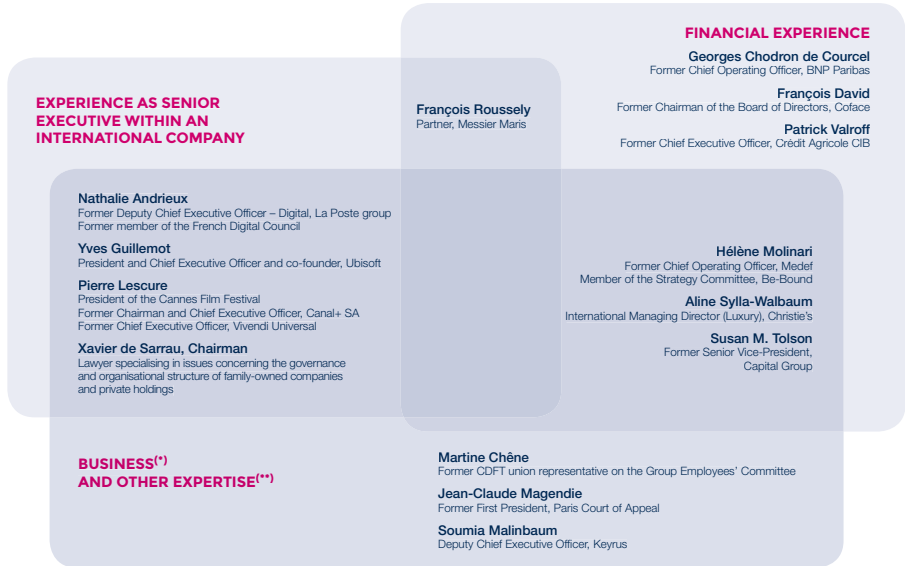 FINANCIAL EXPERIENCE
Georges Chodron de Courcel
Former Chief Operating Officer, BNP Paribas
François David
Former Chairman of the Board of Directors, Coface
Patrick Valroff
Former Chief Executive Officer, Crédit Agricole CIB
EXPERIENCE AS SENIOR
EXECUTIVE WITHIN AN
INTERNATIONAL COMPANY
François Roussely
Partner, Messier Maris
Nathalie Andrieux
Former Deputy Chief Executive Officer – Digital, La Poste group
Former member of the French Digital Council
Yves Guillemot
President and Chief Executive Officer and co-founder, Ubisoft
Pierre Lescure
President of the Cannes Film Festival
Former Chairman and Chief Executive Officer, Canal+ SA
Former Chief Executive Officer, Vivendi Universal
Xavier de Sarrau, Chairman
Lawyer specialising in issues concerning the governance
and organisational structure of family-owned companies
and private holdings
Hélène Molinari
Former Chief Operating Officer, Medef
Member of the Strategy Committee, Be-Bound
Aline Sylla-Walbaum
International Managing Director (Luxury), Christie's
Susan M. Tolson
Former Senior Vice-President,
Capital Group
BUSINESS(*)
AND OTHER EXPERTISE(**)
Martine Chêne
Former CDFT union representative on the Group Employees' Committee
Jean-Claude Magendie
Former First President, Paris Court of Appeal
Soumia Malinbaum
Deputy Chief Executive Officer, Keyrus